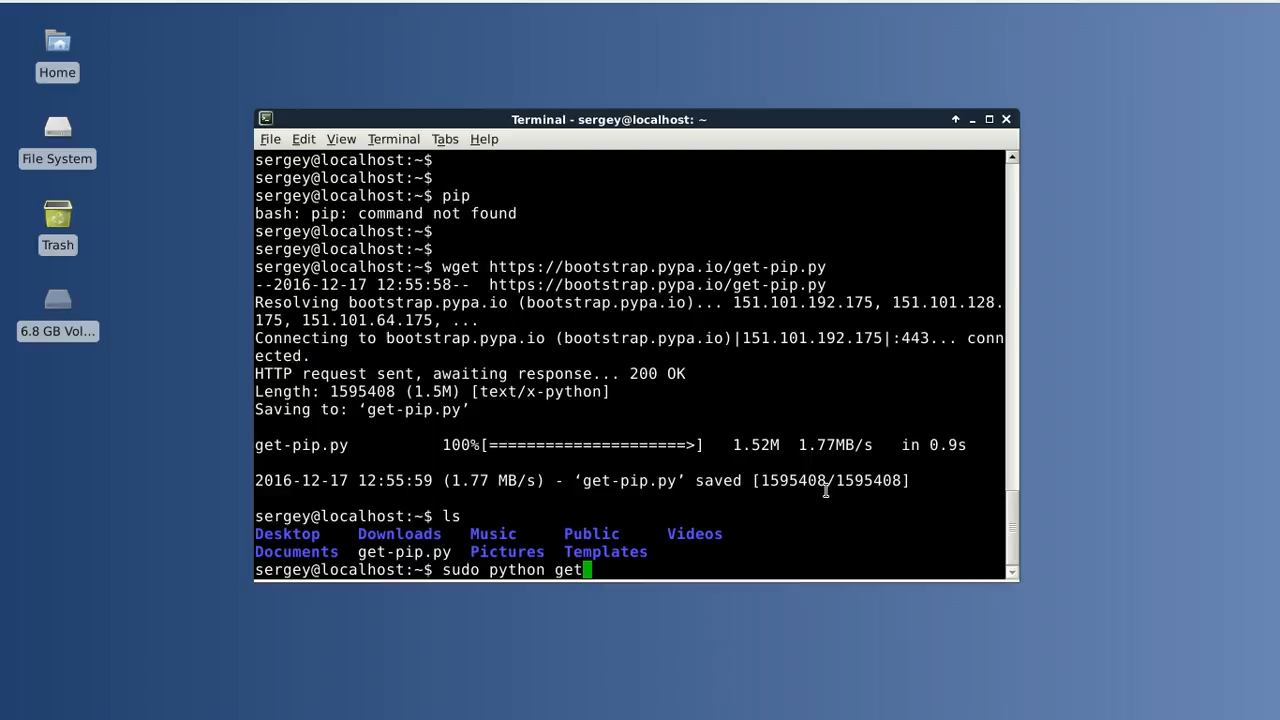 Home
File System
Trash
6.8 GB Vol...
Terminal - sergey@localhost: ~
File Edit View Terminal Tabs Help
sergey@localhost:~$
sergey@localhost:~$
sergey@localhost:~$ pip
bash: pip: command not found
sergey@localhost:~$
sergey@localhost:~$
sergey@localhost:~$ wget https://bootstrap.pypa.io/get-pip.py
--2016-12-17 12:55:58--  https://bootstrap.pypa.io/get-pip.py
Resolving bootstrap.pypa.io (bootstrap.pypa.io)... 151.101.192.175, 151.101.128.
175, 151.101.64.175, ...
Connecting to bootstrap.pypa.io (bootstrap.pypa.io)|151.101.192.175|:443... conn
ected.
HTTP request sent, awaiting response... 200 OK
Length: 1595408 (1.5M) [text/x-python]
Saving to: ‘get-pip.py’
get-pip.py          100%[=====================>]   1.52M  1.77MB/s   in 0.9s
2016-12-17 12:55:59 (1.77 MB/s) - ‘get-pip.py’ saved [1595408/1595408]
sergey@localhost:~$ ls
Desktop    Downloads   Music     Public     Videos
Documents  get-pip.py  Pictures  Templates
sergey@localhost:~$ sudo python get